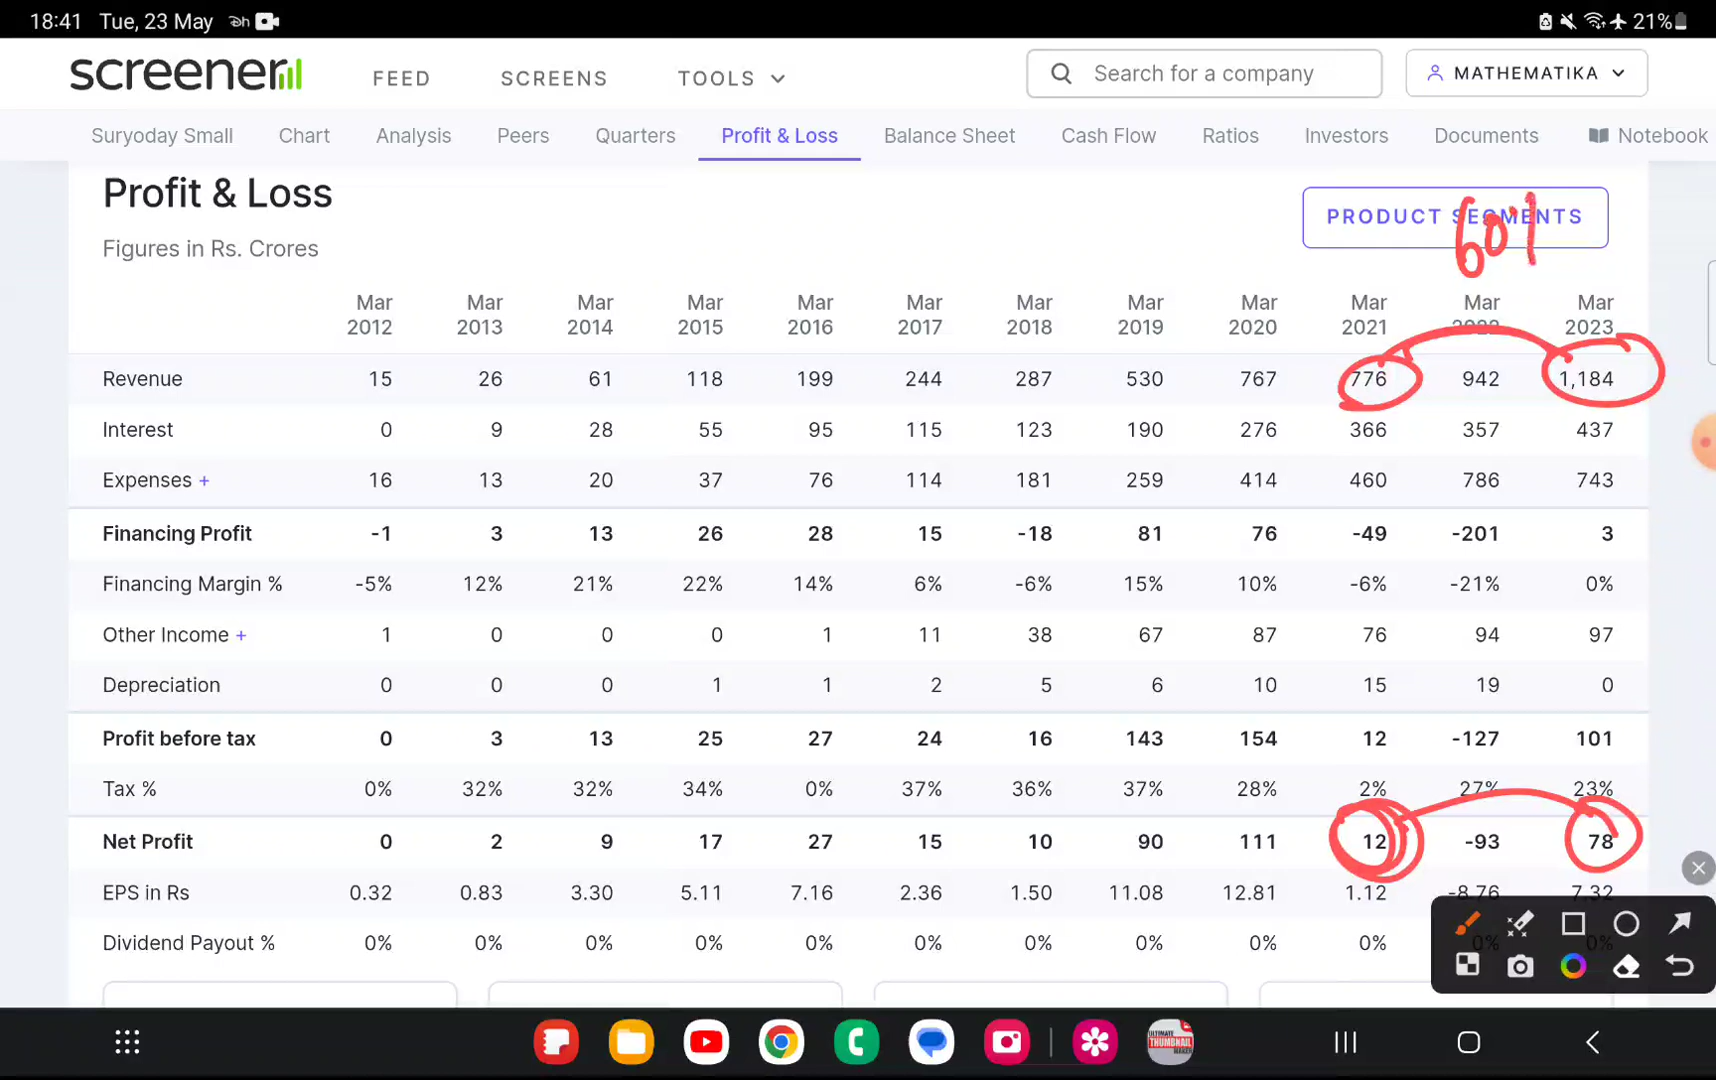 18:41 Tue, 23 May 21%
screener FEED SCREENS TOOLS Search for a company MATHEMATIKA
Suryoday Small Chart Analysis Peers Quarters Profit & Loss Balance Sheet Cash Flow Ratios Investors Documents Notebook
Profit & Loss
PRODUCT SEGMENTS
60%
Figures in Rs. Crores
Mar 2012 Mar 2013 Mar 2014 Mar 2015 Mar 2016 Mar 2017 Mar 2018 Mar 2019 Mar 2020 Mar 2021 Mar 2022 Mar 2023
Revenue 15 26 61 118 199 244 287 530 767 776 942 1,184
Interest 0 9 28 55 95 115 123 190 276 366 357 437
Expenses + 16 13 20 37 76 114 181 259 414 460 786 743
Financing Profit -1 3 13 26 28 15 -18 81 76 -49 -201 3
Financing Margin % -5% 12% 21% 22% 14% 6% -6% 15% 10% -6% -21% 0%
Other Income + 1 0 0 0 1 11 38 67 87 76 94 97
Depreciation 0 0 0 1 1 2 5 6 10 15 19 0
Profit before tax 0 3 13 25 27 24 16 143 154 12 -127 101
Tax % 0% 32% 32% 34% 0% 37% 36% 37% 28% 2% 27% 23%
Net Profit 0 2 9 17 27 15 10 90 111 12 -93 78
EPS in Rs 0.32 0.83 3.30 5.11 7.16 2.36 1.50 11.08 12.81 1.12 -8.76 7.32
Dividend Payout % 0% 0% 0% 0% 0% 0% 0% 0% 0% 0% 0% 0%
ULTIMATE
THUMBNAIL
MAKER